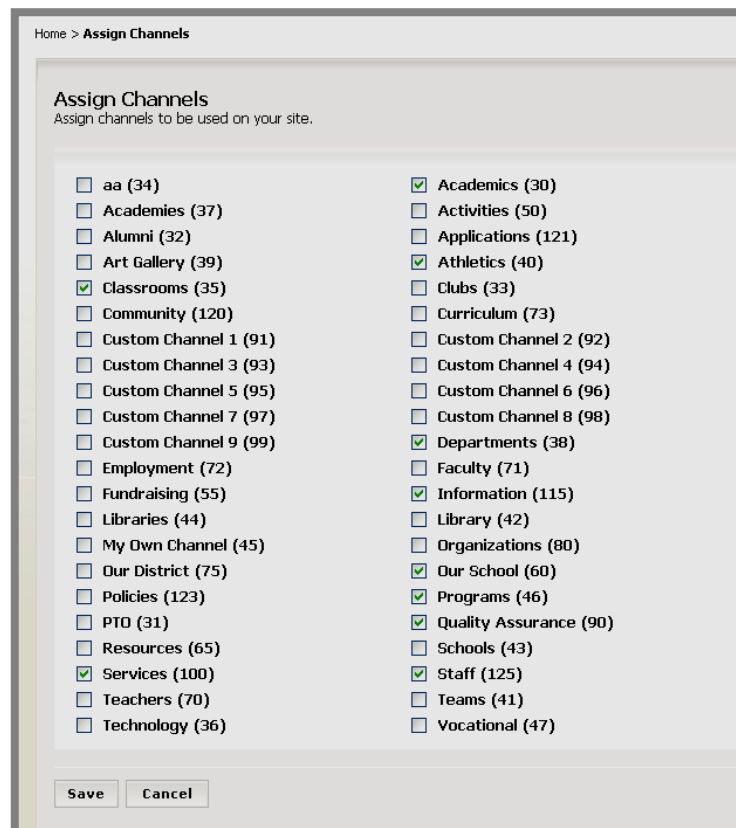 Home > Assign Channels
Assign Channels
Assign channels to be used on your site.
aa (34) Academics (30)
Academies (37) Activities (50)
Alumni (32) Applications (121)
Art Gallery (39) Athletics (40)
Classrooms (35) Clubs (33)
Community (120) Curriculum (73)
Custom Channel 1 (91) Custom Channel 2 (92)
Custom Channel 3 (93) Custom Channel 4 (94)
Custom Channel 5 (95) Custom Channel 6 (96)
Custom Channel 7 (97) Custom Channel 8 (98)
Custom Channel 9 (99) Departments (38)
Employment (72) Faculty (71)
Fundraising (55) Information (115)
Libraries (44) Library (42)
My Own Channel (45) Organizations (80)
Our District (75) Our School (60)
Policies (123) Programs (46)
PTO (31) Quality Assurance (90)
Resources (65) Schools (43)
Services (100) Staff (125)
Teachers (70) Teams (41)
Technology (36) Vocational (47)
Save Cancel